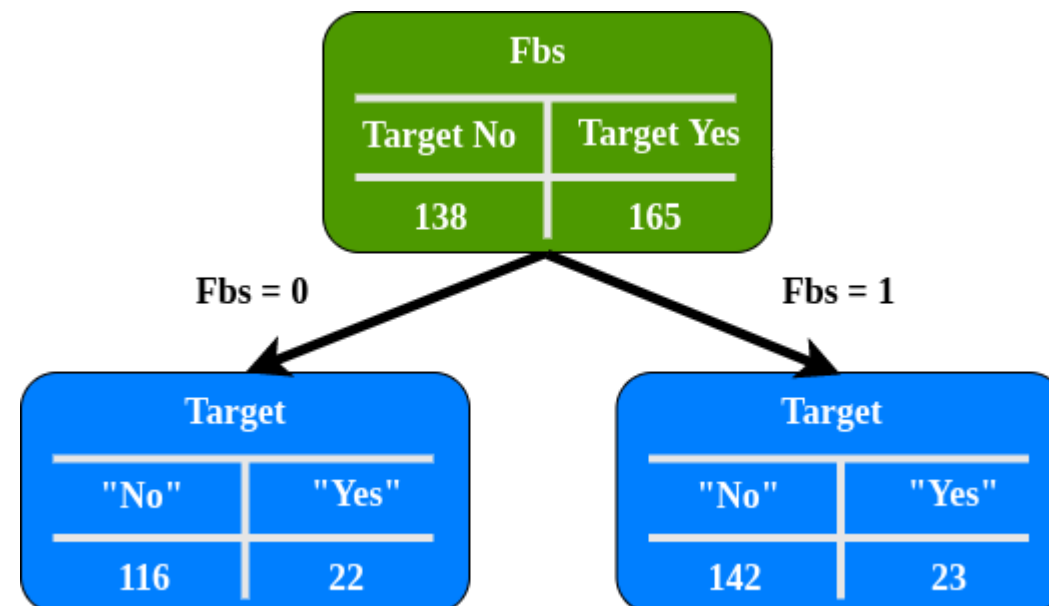 Fbs
Target No Target Yes
138 165
Fbs = 0 Fbs = 1
Target Target
"No" "Yes" "No" "Yes"
116 22 142 23